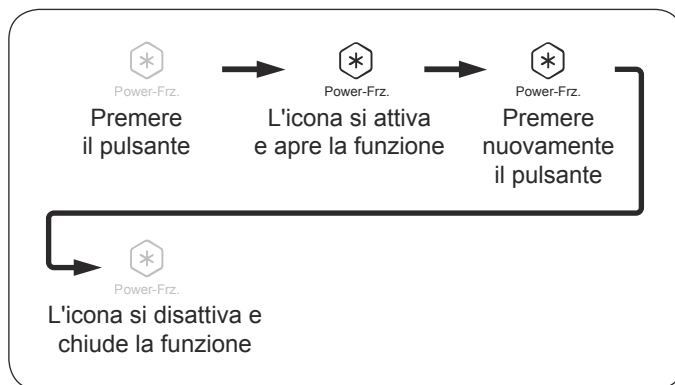 Power-Frz.
Premere
il pulsante
Power-Frz.
L'icona si attiva
e apre la funzione
Power-Frz.
Premere
nuovamente
il pulsante
Power-Frz.
L'icona si disattiva e
chiude la funzione